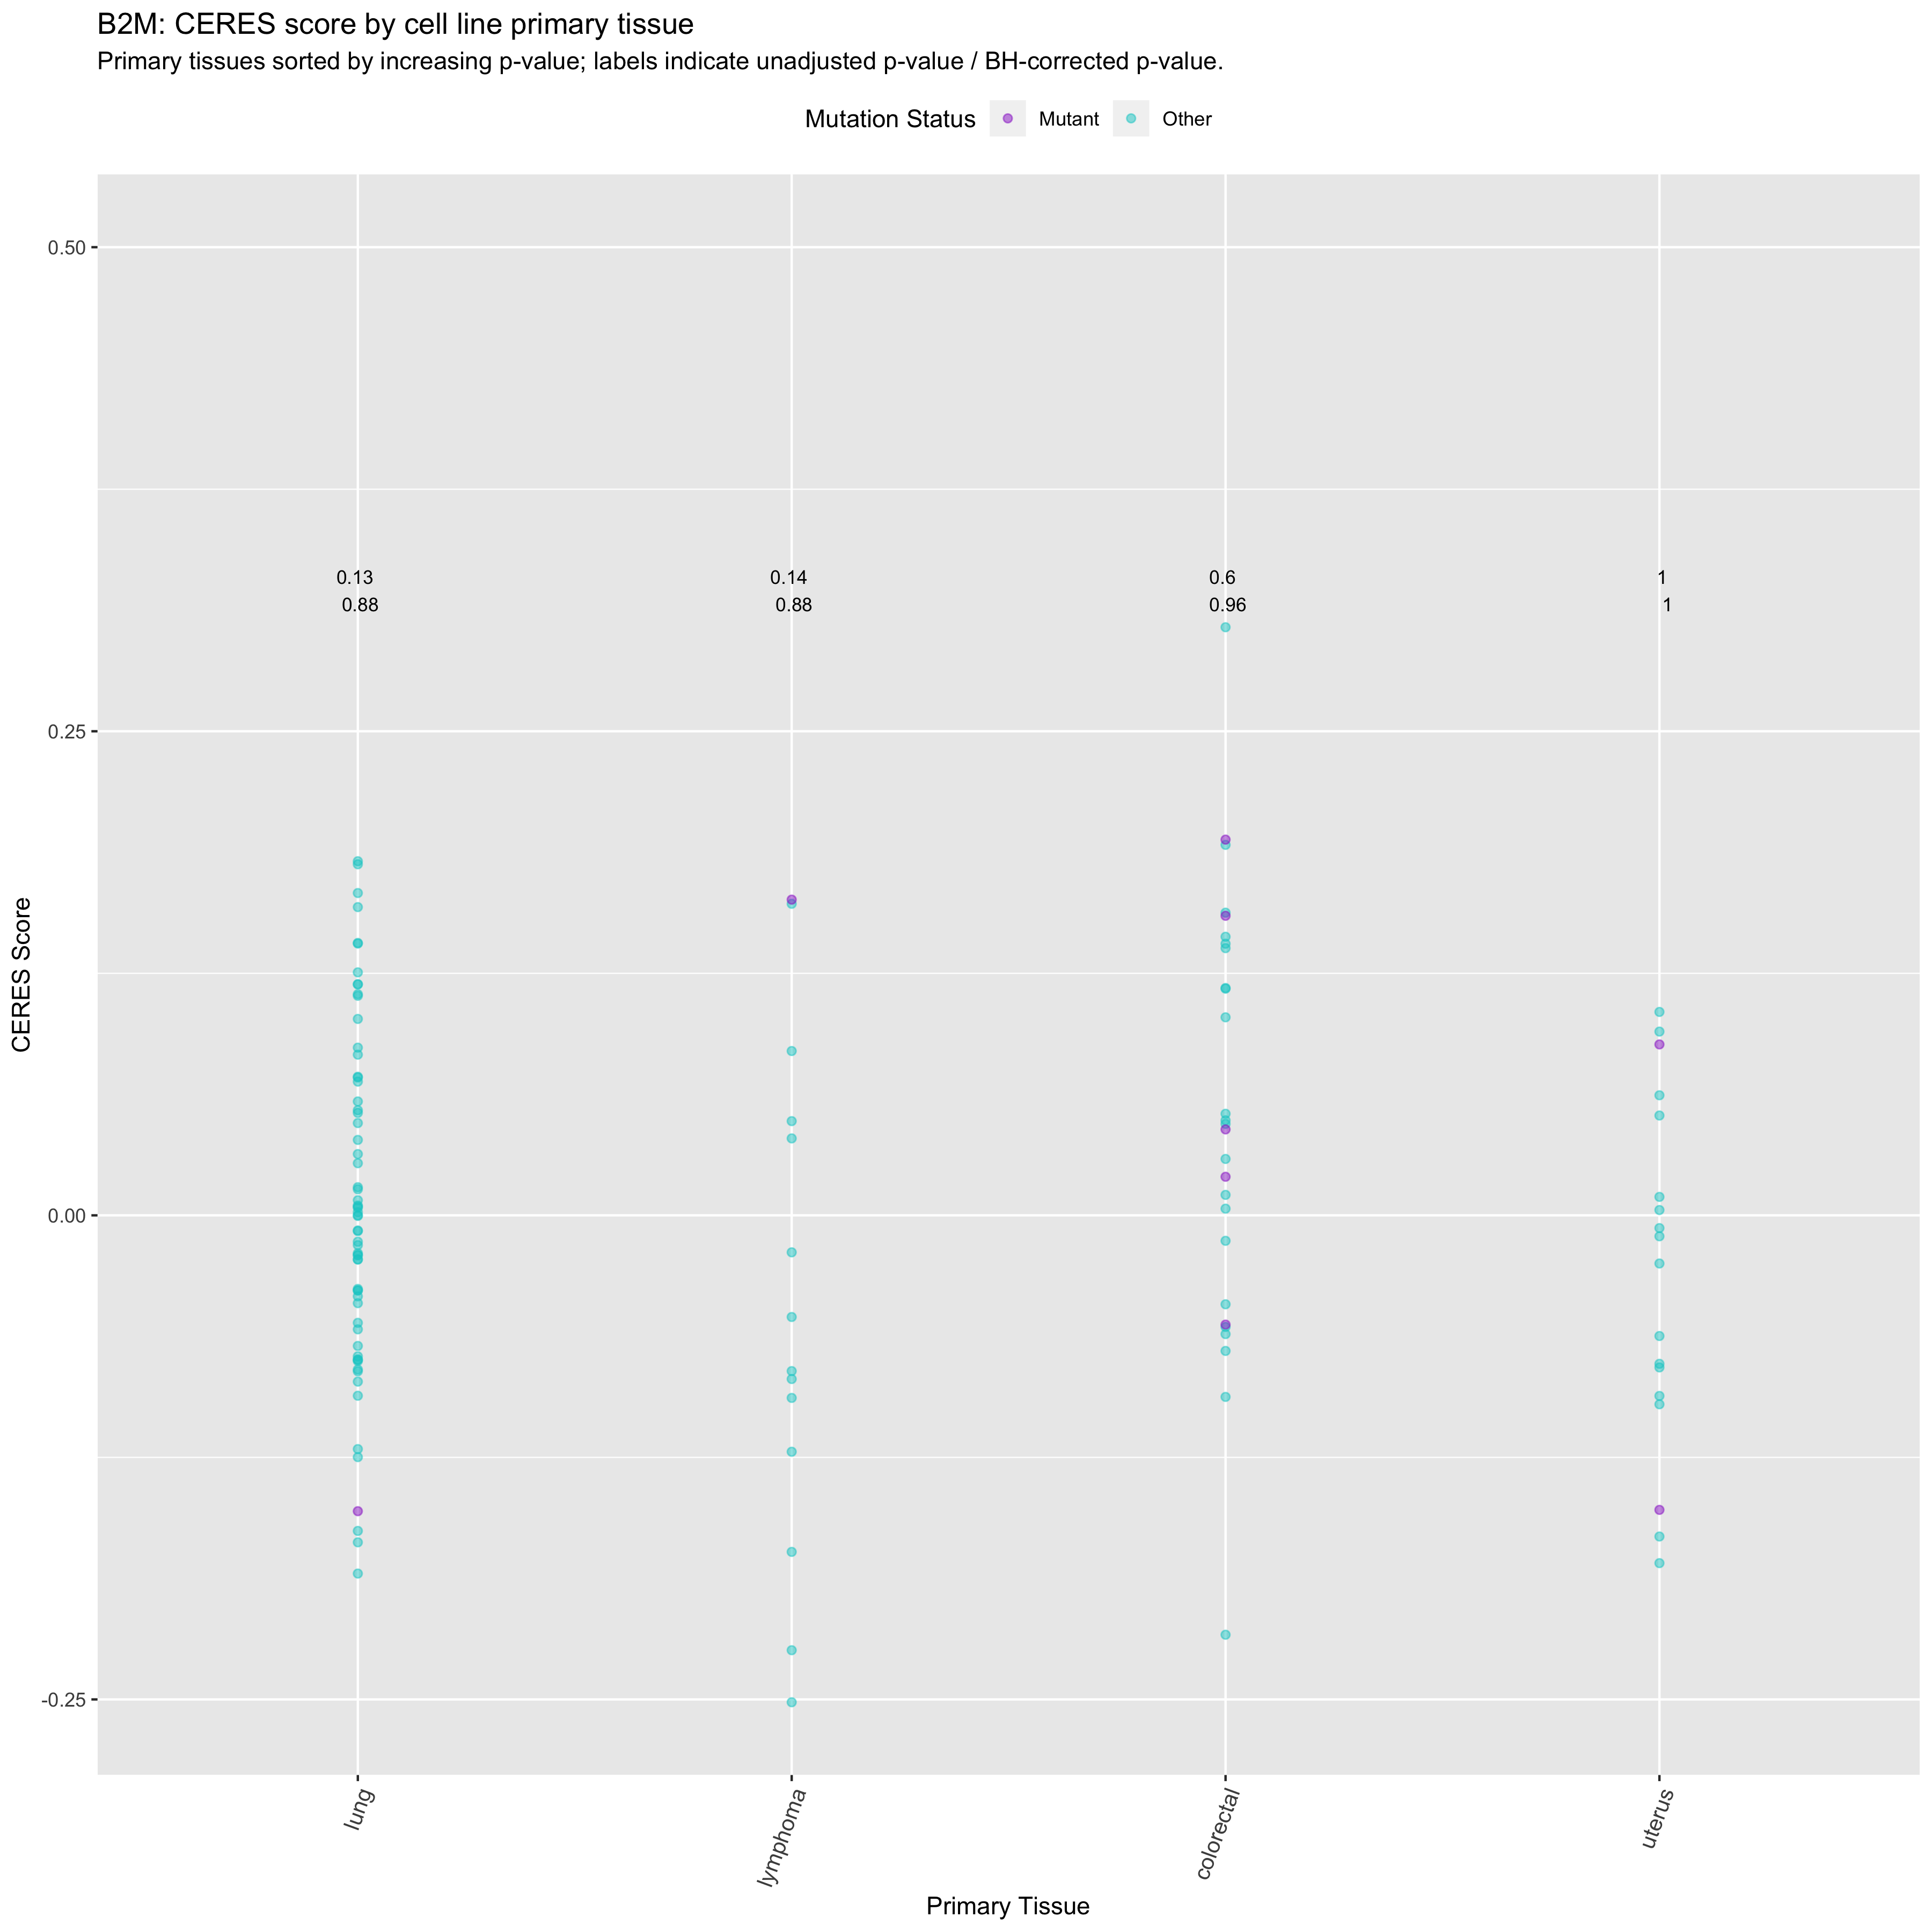 B2M: CERES score by cell line primary tissue
Primary tissues sorted by increasing p-value; labels indicate unadjusted p-value / BH-corrected p-value.
Mutation Status Mutant Other
0.50
0.13 0.14 0.6 1
0.88 0.88 0.96 1
0.25
CERES Score
0.00
-0.25
lung lymphoma colorectal uterus
Primary Tissue